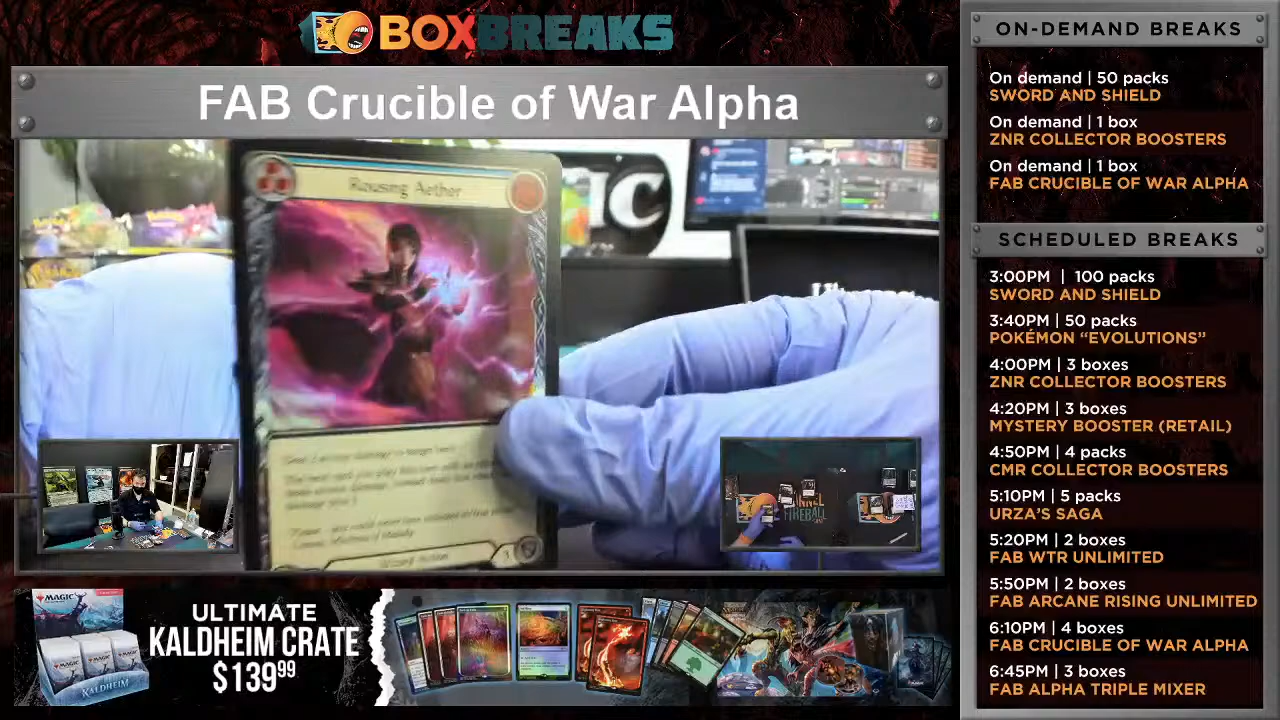 BOXBREAKS
FAB Crucible of War Alpha
Rousing Aether
ULTIMATE
KALDHEIM CRATE
$139.99
MAGIC
KALDHEIM
ON-DEMAND BREAKS
On demand | 50 packs
SWORD AND SHIELD
On demand | 1 box
ZNR COLLECTOR BOOSTERS
On demand | 1 box
FAB CRUCIBLE OF WAR ALPHA
SCHEDULED BREAKS
3:00PM | 100 packs
SWORD AND SHIELD
3:40PM | 50 packs
POKÉMON “EVOLUTIONS”
4:00PM | 3 boxes
ZNR COLLECTOR BOOSTERS
4:20PM | 3 boxes
MYSTERY BOOSTER (RETAIL)
4:50PM | 4 packs
CMR COLLECTOR BOOSTERS
5:10PM | 5 packs
URZA'S SAGA
5:20PM | 2 boxes
FAB WTR UNLIMITED
5:50PM | 2 boxes
FAB ARCANE RISING UNLIMITED
6:10PM | 4 boxes
FAB CRUCIBLE OF WAR ALPHA
6:45PM | 3 boxes
FAB ALPHA TRIPLE MIXER